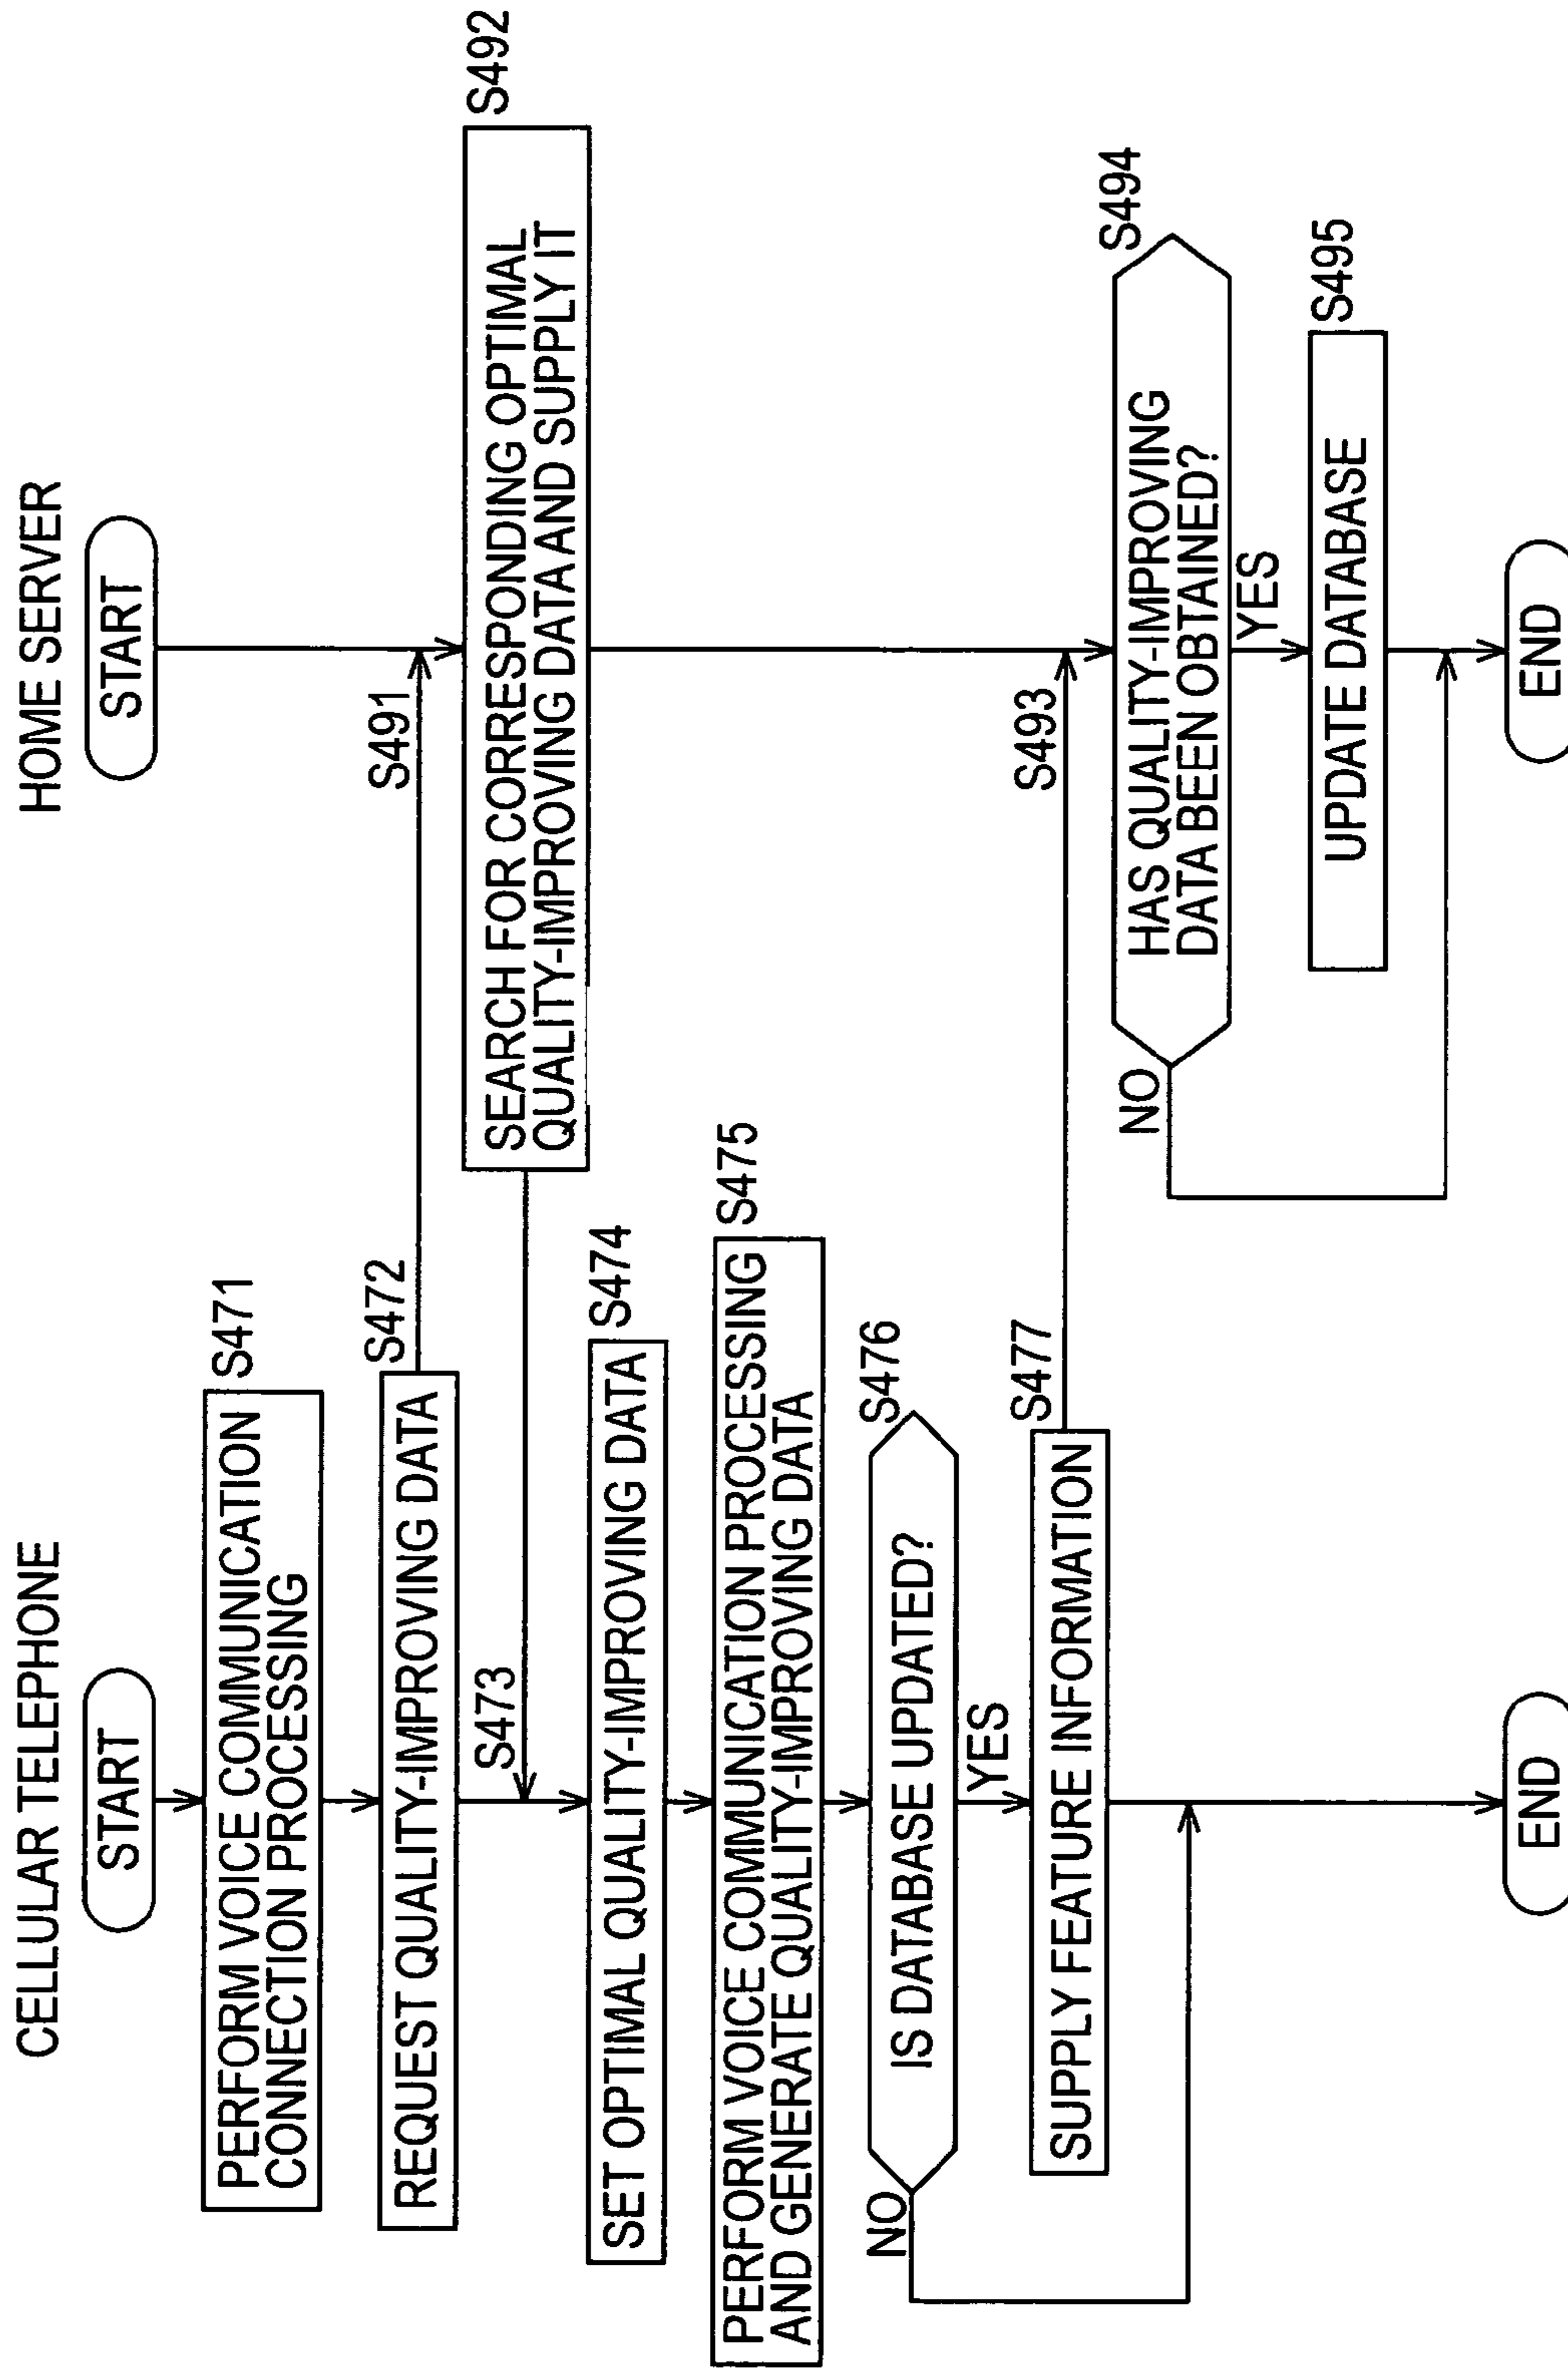 CELLULAR TELEPHONE
START
PERFORM VOICE COMMUNICATION
CONNECTION PROCESSING
S471
REQUEST QUALITY-IMPROVING DATA
S472
S473
SET OPTIMAL QUALITY-IMPROVING DATA
S474
PERFORM VOICE COMMUNICATION PROCESSING
AND GENERATE QUALITY-IMPROVING DATA
S475
IS DATABASE UPDATED?
S476
NO
YES
SUPPLY FEATURE INFORMATION
S477
END
HOME SERVER
START
S491
SEARCH FOR CORRESPONDING OPTIMAL
QUALITY-IMPROVING DATA AND SUPPLY IT
S492
S493
HAS QUALITY-IMPROVING
DATA BEEN OBTAINED?
S494
NO
YES
UPDATE DATABASE
S495
END